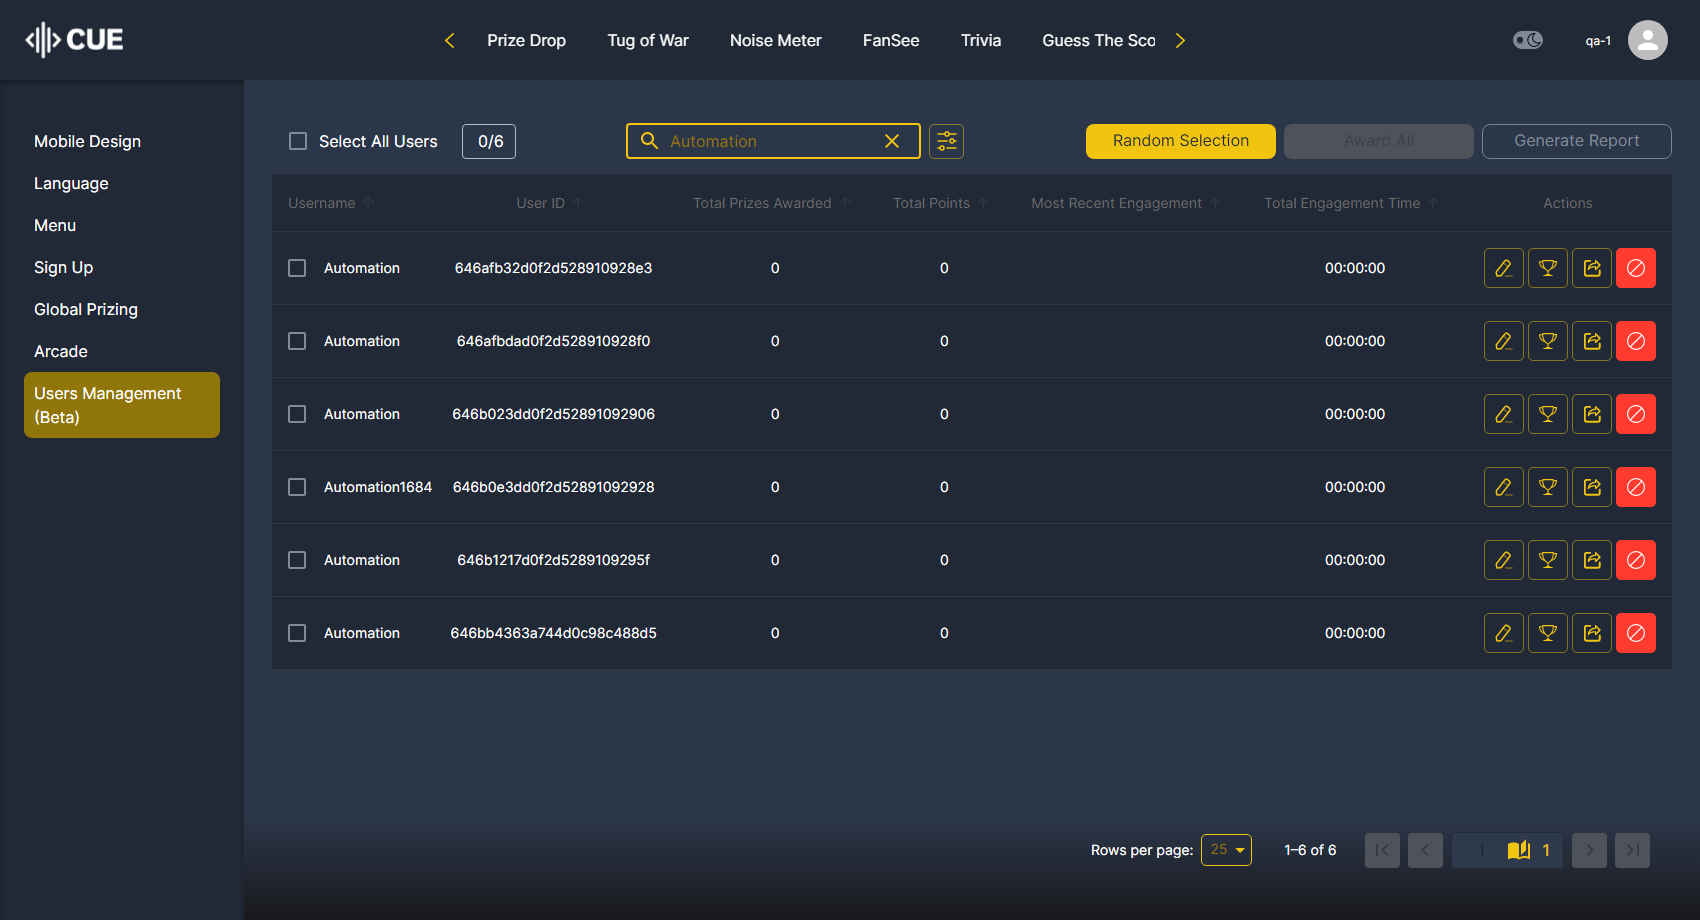 CUE
Prize Drop Tug of War Noise Meter FanSee Trivia Guess The Sco
qa-1
Mobile Design
Language
Menu
Sign Up
Global Prizing
Arcade
Users Management
(Beta)
Select All Users 0/6 Automation Random Selection Award All Generate Report
Username User ID Total Prizes Awarded Total Points Most Recent Engagement Total Engagement Time Actions
Automation 646afb32d0f2d528910928e3 0 0 00:00:00
Automation 646afbdad0f2d528910928f0 0 0 00:00:00
Automation 646b023dd0f2d52891092906 0 0 00:00:00
Automation1684 646b0e3dd0f2d52891092928 0 0 00:00:00
Automation 646b1217d0f2d5289109295f 0 0 00:00:00
Automation 646bb4363a744d0c98c488d5 0 0 00:00:00
Rows per page: 25 1–6 of 6 1 1